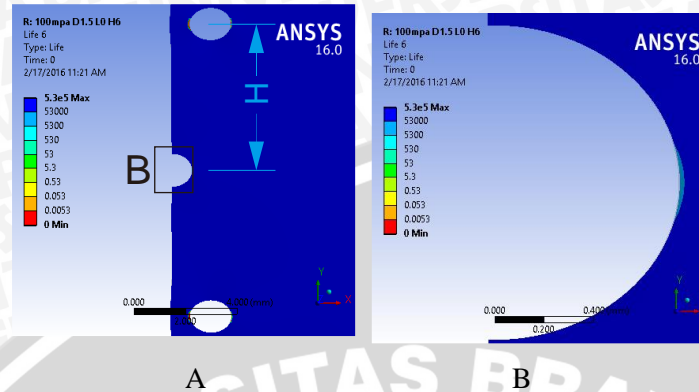 R: 100mpa D1.5 L0 H6
Life 6
Type: Life
Time: 0
2/17/2016 11:21 AM
5.3e5 Max
53000
5300
530
53
5.3
0.53
0.053
0.0053
0 Min
ANSYS
16.0
H
B
0.000
Y
X
A
R: 100mpa D1.5 L0 H6
Life 6
Type: Life
Time: 0
2/17/2016 11:21 AM
5.3e5 Max
53000
5300
530
53
5.3
0.53
0.053
0.0053
0 Min
ANSYS
16.0
0.000
0.200
Y
B
ITAS BRA